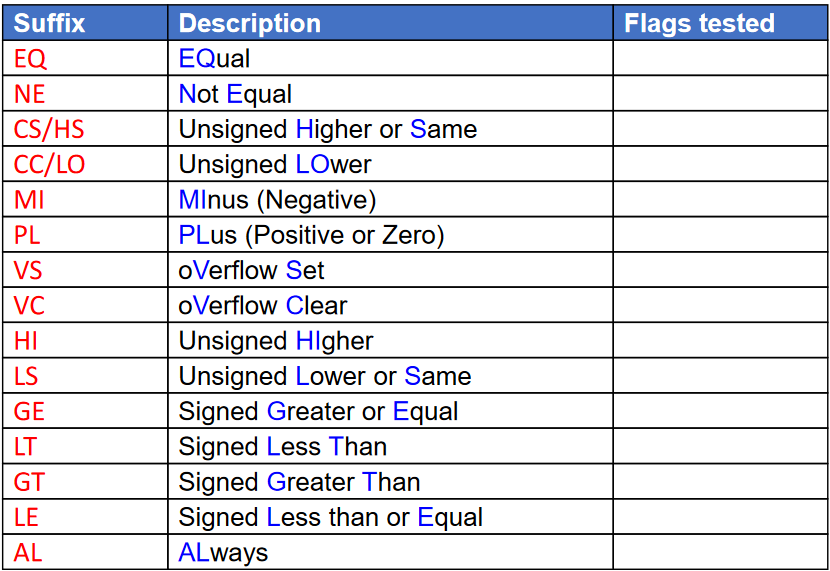 Suffix Description Flags tested
EQ EQual
NE Not Equal
CS/HS Unsigned Higher or Same
CC/LO Unsigned LOwer
MI MInus (Negative)
PL PLus (Positive or Zero)
VS oVerflow Set
VC oVerflow Clear
HI Unsigned HIgher
LS Unsigned Lower or Same
GE Signed Greater or Equal
LT Signed Less Than
GT Signed Greater Than
LE Signed Less than or Equal
AL ALways